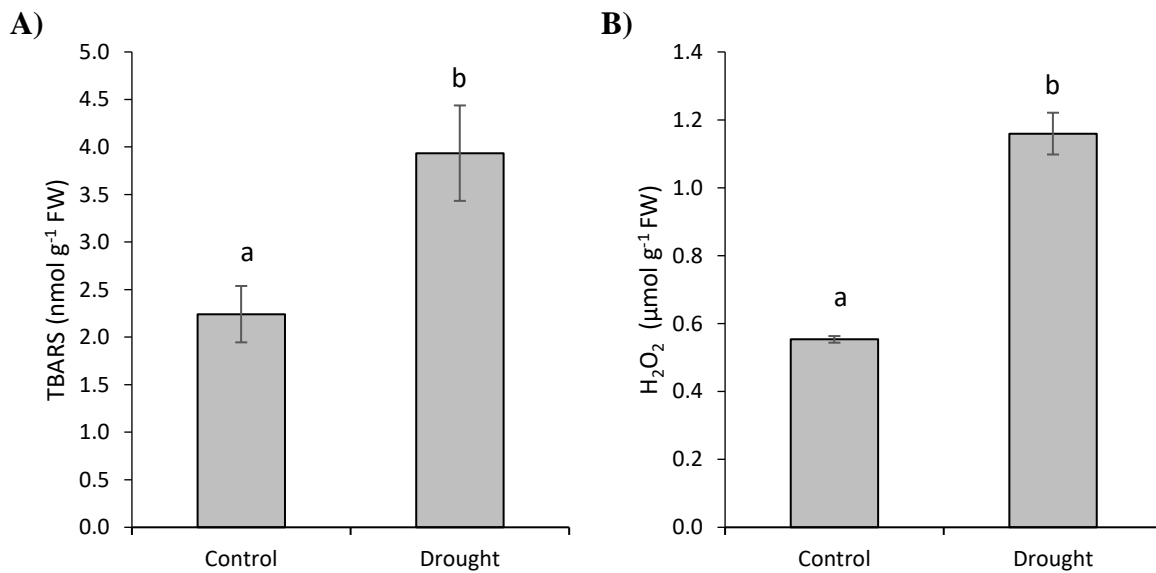 A)
5.0
4.5
4.0
3.5
3.0
2.5
2.0
1.5
1.0
0.5
0.0
TBARS (nmol g⁻¹ FW)
a
b
Control
Drought
B)
1.4
1.2
1.0
0.8
0.6
0.4
0.2
0.0
H₂O₂ (µmol g⁻¹ FW)
a
b
Control
Drought